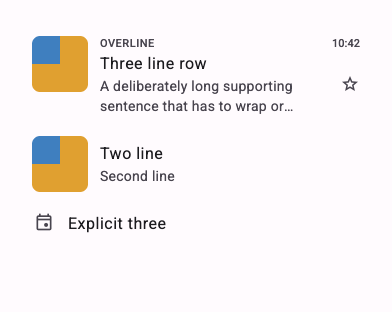 OVERLINE 10:42
Three line row
A deliberately long supporting
sentence that has to wrap or…
Two line
Second line
Explicit three